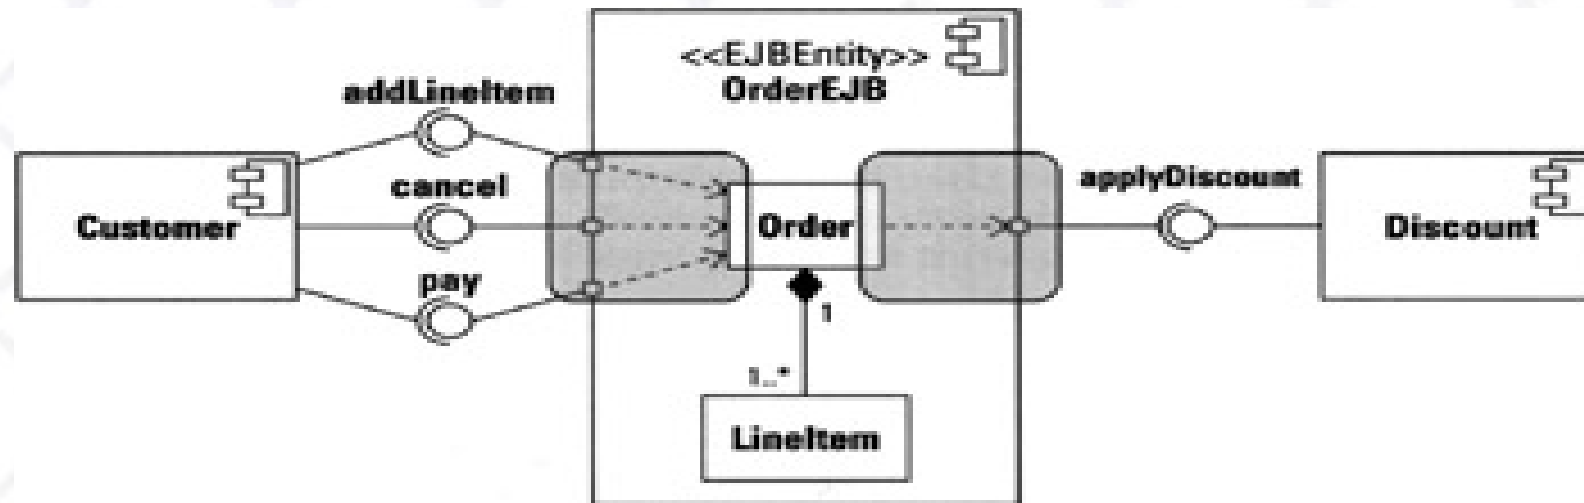 <<EJBEntity>>
OrderEJB
addLineItem
cancel
applyDiscount
Customer
Order
Discount
pay
1
1..*
LineItem